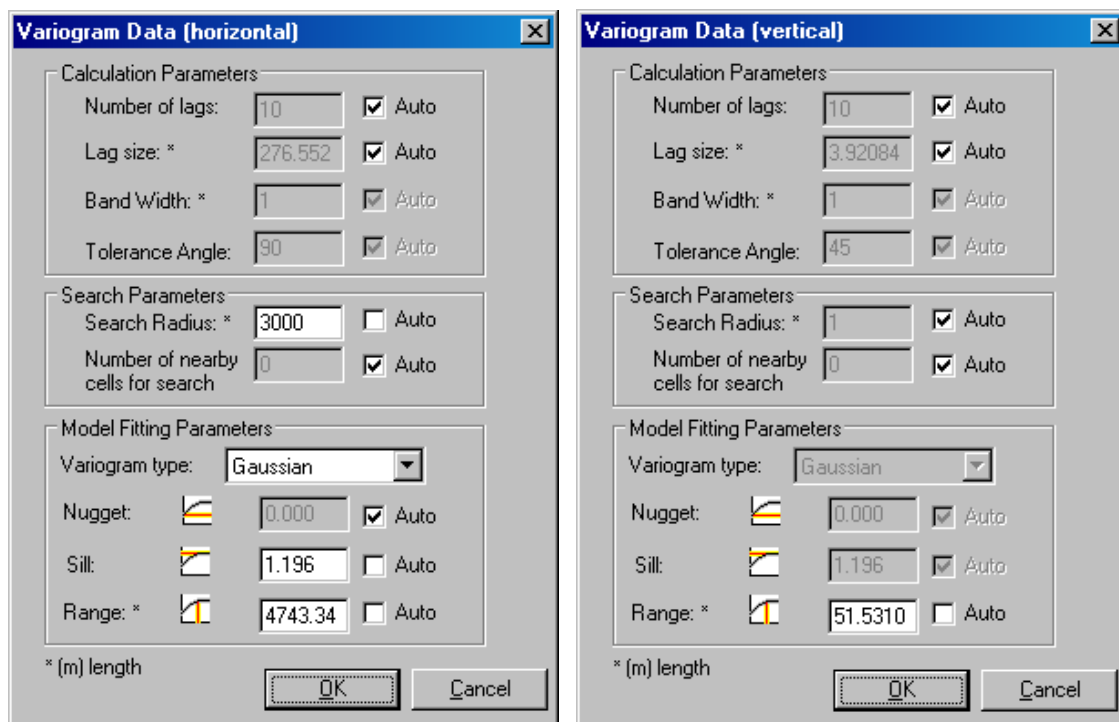 Variogram Data (horizontal)
Calculation Parameters
Number of lags: 10 Auto
Lag size: * 276.552 Auto
Band Width: * 1 Auto
Tolerance Angle: 90 Auto
Search Parameters
Search Radius: * 3000 Auto
Number of nearby
cells for search 0 Auto
Model Fitting Parameters
Variogram type: Gaussian
Nugget: 0.000 Auto
Sill: 1.196 Auto
Range: * 4743.34 Auto
* (m) length
OK Cancel
Variogram Data (vertical)
Calculation Parameters
Number of lags: 10 Auto
Lag size: * 3.92084 Auto
Band Width: * 1 Auto
Tolerance Angle: 45 Auto
Search Parameters
Search Radius: * 1 Auto
Number of nearby
cells for search 0 Auto
Model Fitting Parameters
Variogram type: Gaussian
Nugget: 0.000 Auto
Sill: 1.196 Auto
Range: * 51.5310 Auto
* (m) length
OK Cancel